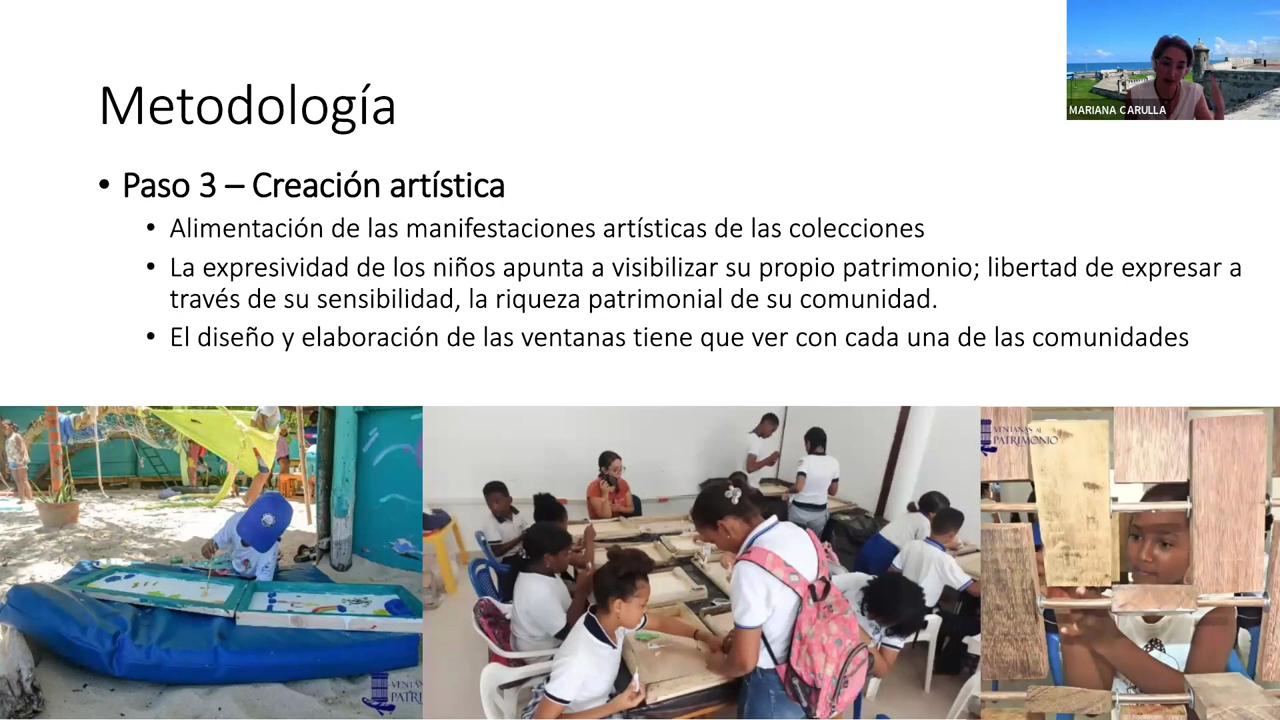 MARIANA CARULLA
Metodología
• Paso 3 – Creación artística
• Alimentación de las manifestaciones artísticas de las colecciones
• La expresividad de los niños apunta a visibilizar su propio patrimonio; libertad de expresar a
través de su sensibilidad, la riqueza patrimonial de su comunidad.
• El diseño y elaboración de las ventanas tiene que ver con cada una de las comunidades
VENTANAS AL
PATRIMONIO
VENTAN
PATRI